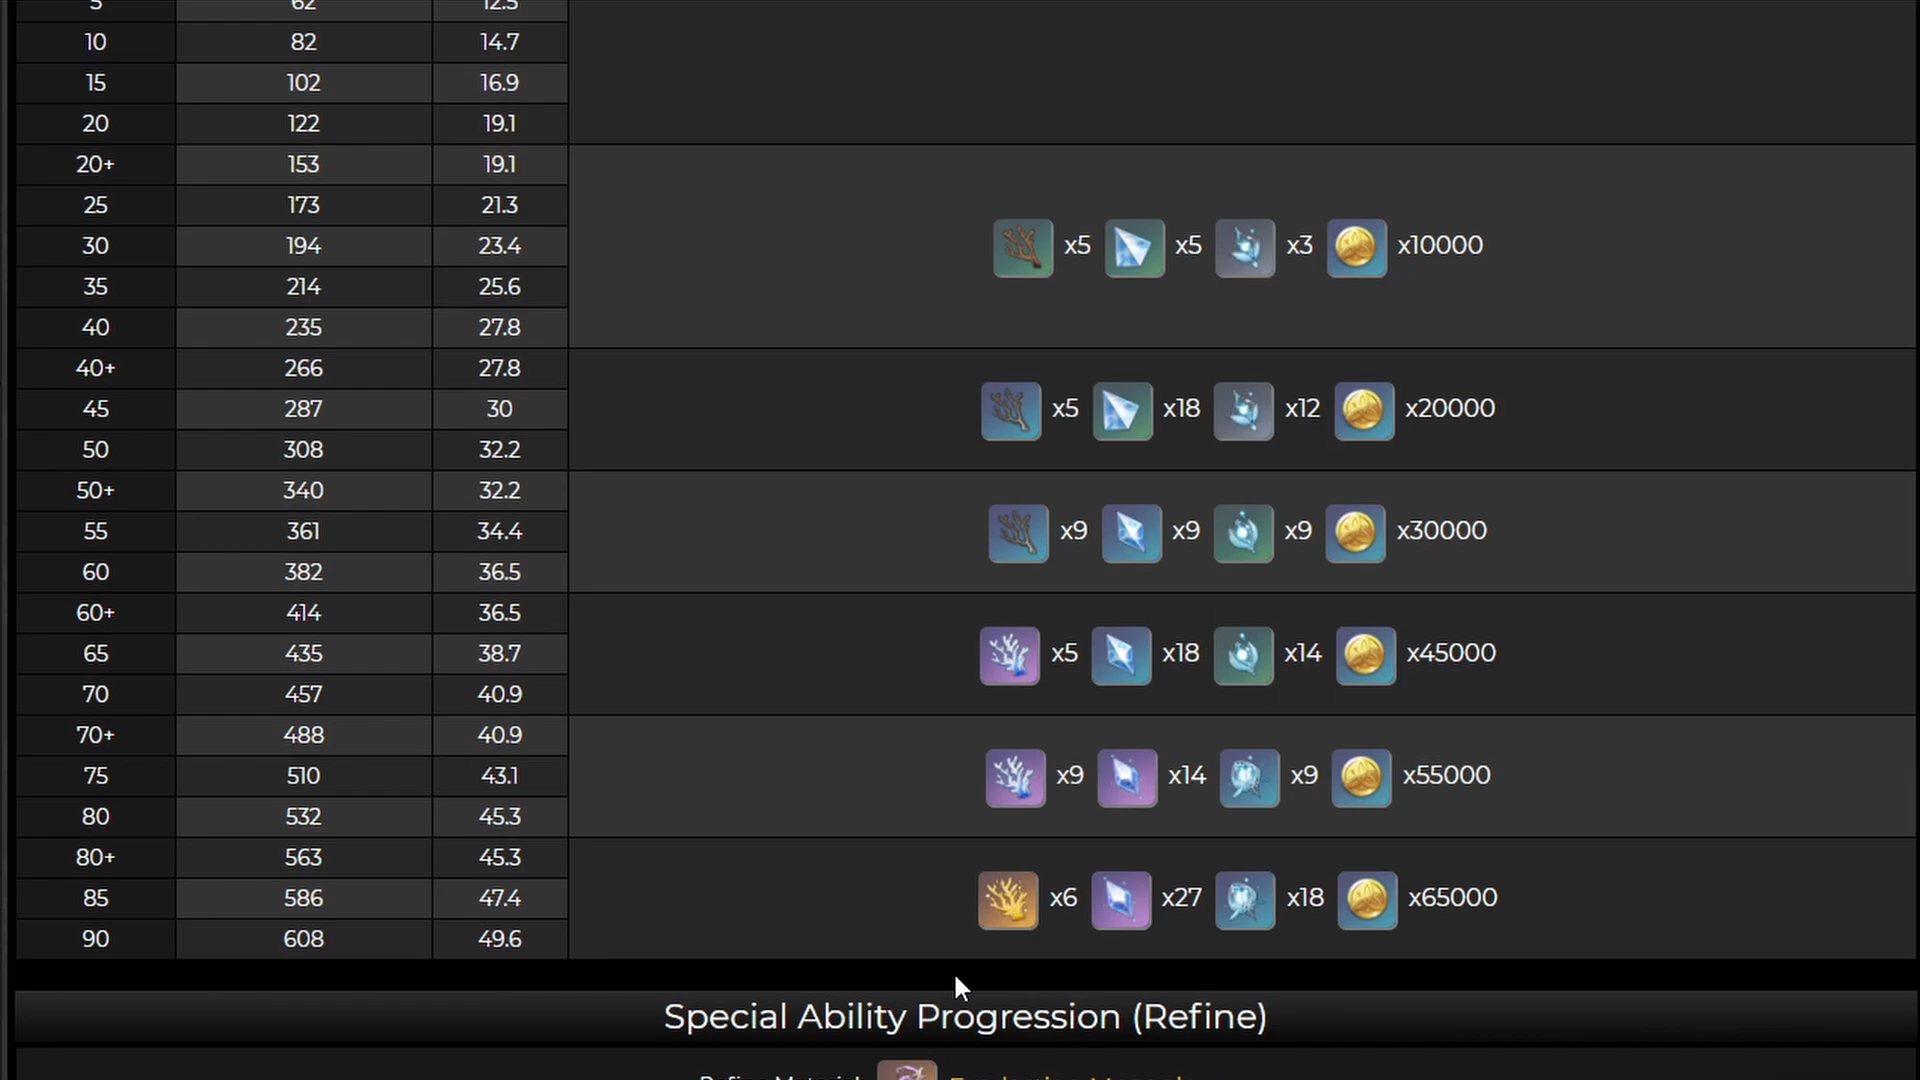 5 62 12.5
10 82 14.7
15 102 16.9
20 122 19.1
20+ 153 19.1
25 173 21.3
30 194 23.4 x5 x5 x3 x10000
35 214 25.6
40 235 27.8
40+ 266 27.8
45 287 30 x5 x18 x12 x20000
50 308 32.2
50+ 340 32.2
55 361 34.4 x9 x9 x9 x30000
60 382 36.5
60+ 414 36.5
65 435 38.7 x5 x18 x14 x45000
70 457 40.9
70+ 488 40.9
75 510 43.1 x9 x14 x9 x55000
80 532 45.3
80+ 563 45.3
85 586 47.4 x6 x27 x18 x65000
90 608 49.6
Special Ability Progression (Refine)
Refine Material